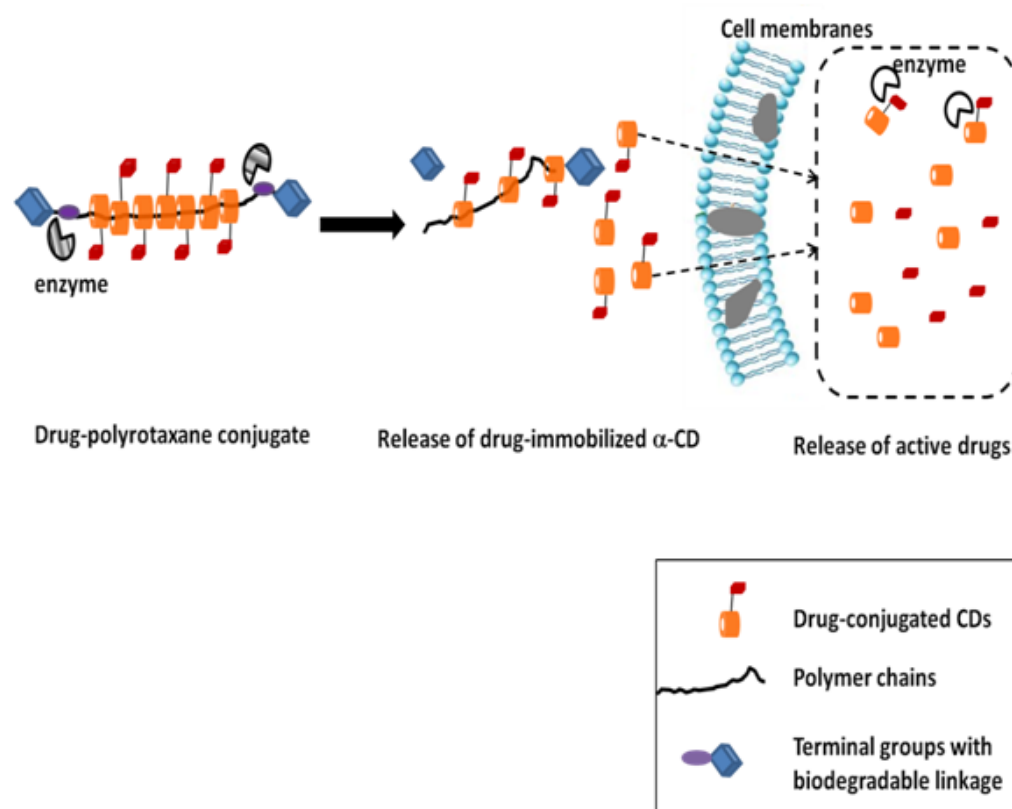 Cell membranes
enzyme
enzyme
Drug-polyrotaxane conjugate
Release of drug-immobilized α-CD
Release of active drugs
Drug-conjugated CDs
Polymer chains
Terminal groups with
biodegradable linkage